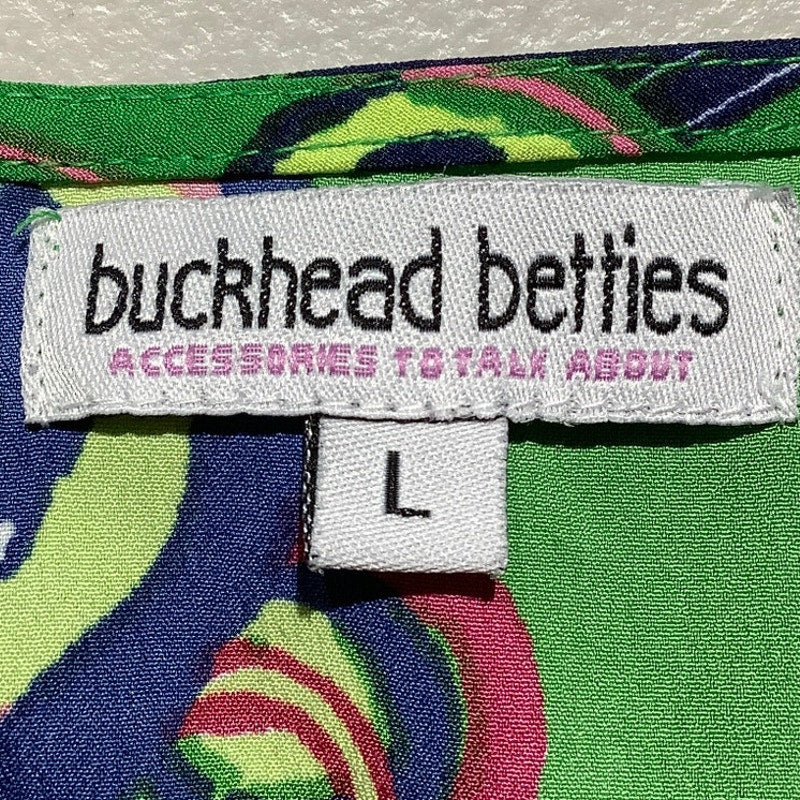 buckhead betties
ACCESSORIES TO TALK ABOUT
L